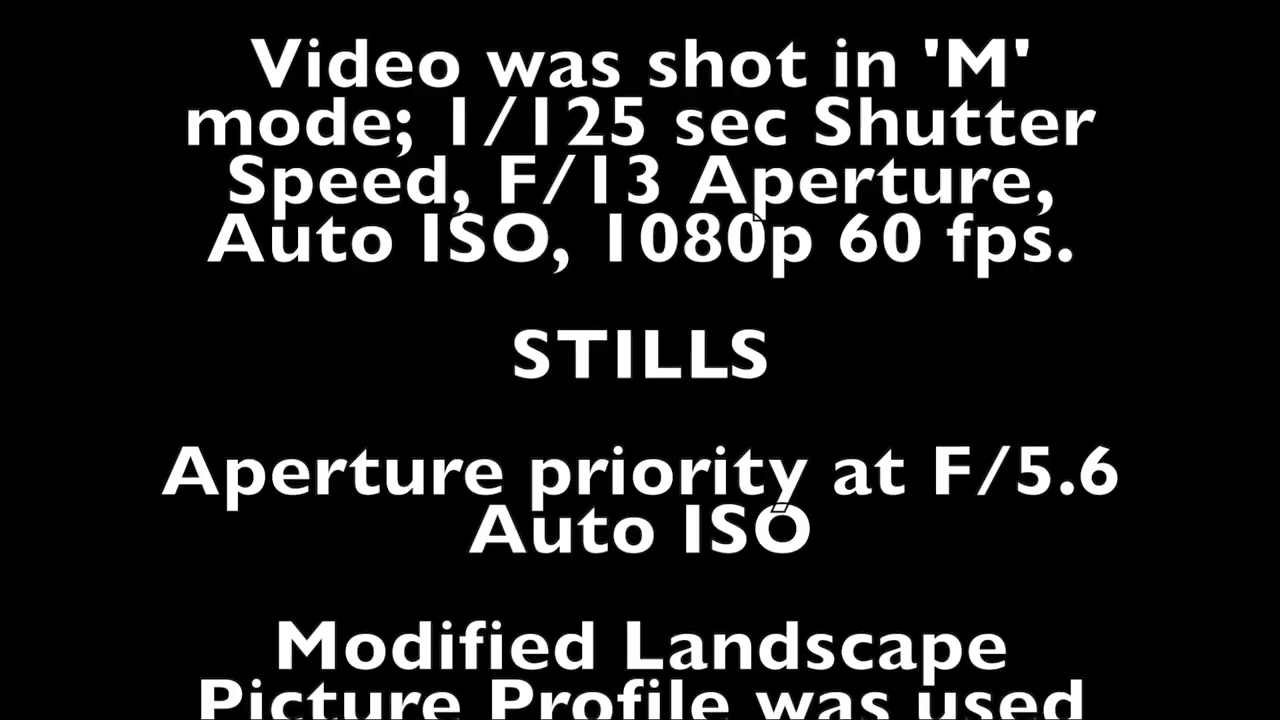 Video was shot in 'M'
mode; 1/125 sec Shutter
Speed, F/13 Aperture,
Auto ISO, 1080p 60 fps.
STILLS
Aperture priority at F/5.6
Auto ISO
Modified Landscape
Picture Profile was used